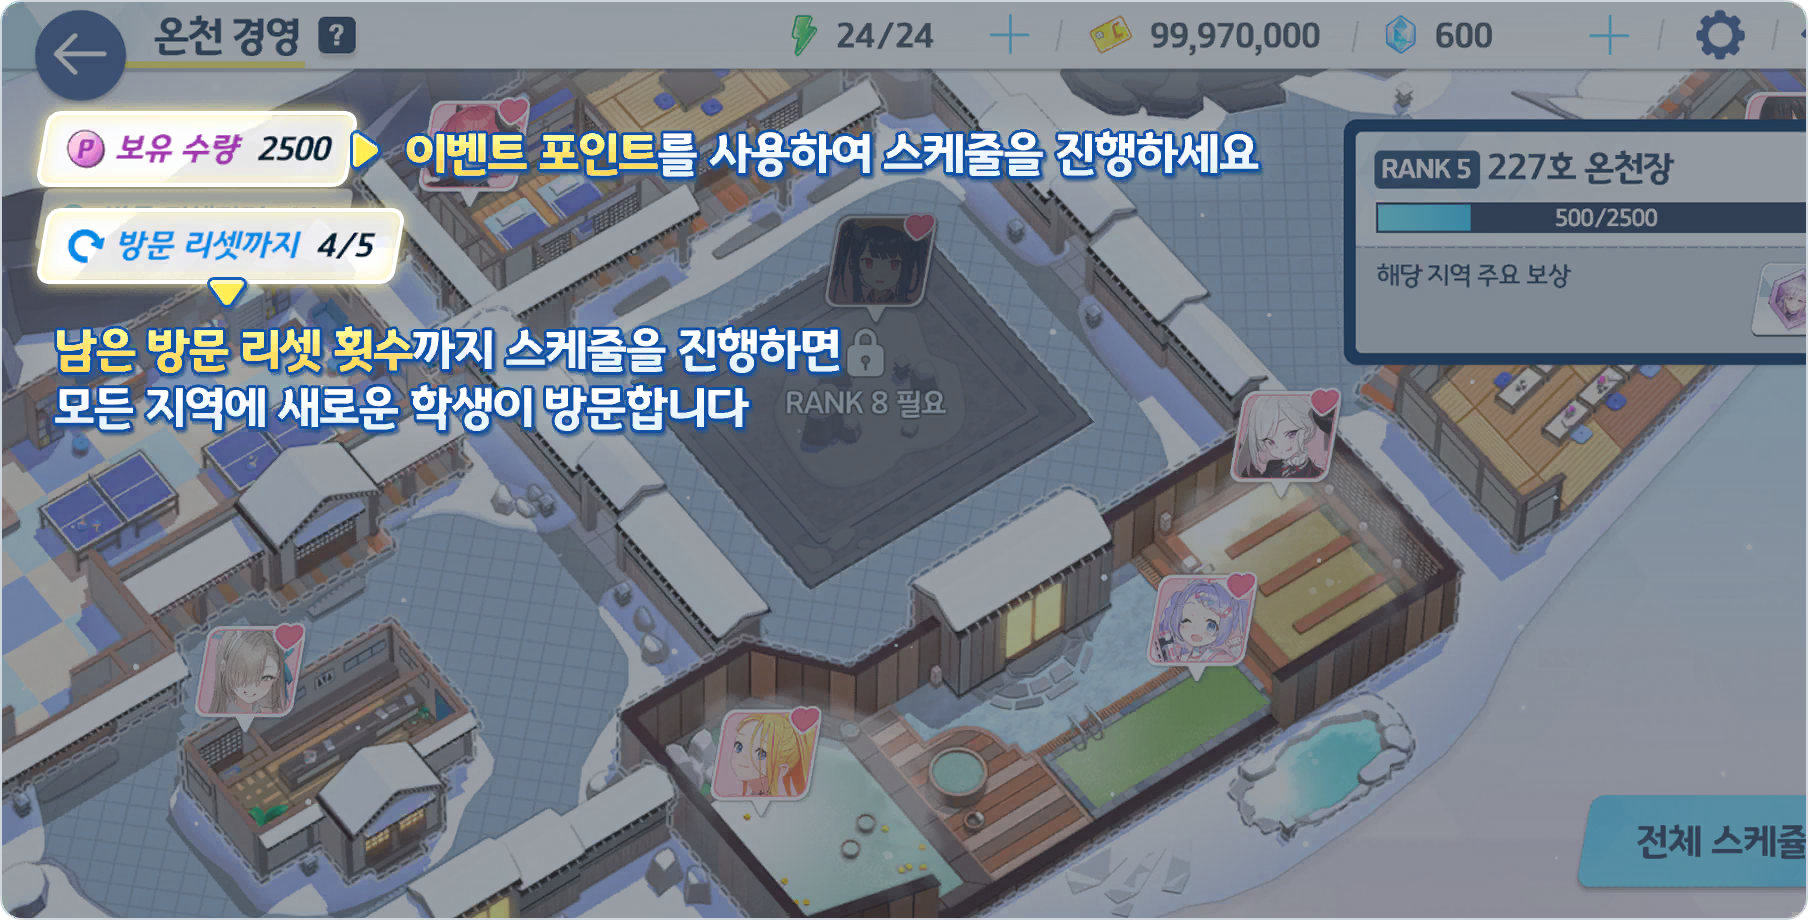 온천 경영 ?
24/24
99,970,000
600
P 보유 수량 2500
이벤트 포인트를 사용하여 스케줄을 진행하세요
방문 리셋까지 4/5
남은 방문 리셋 횟수까지 스케줄을 진행하면
모든 지역에 새로운 학생이 방문합니다
RANK 8 필요
RANK 5 227호 온천장
500/2500
해당 지역 주요 보상
전체 스케줄